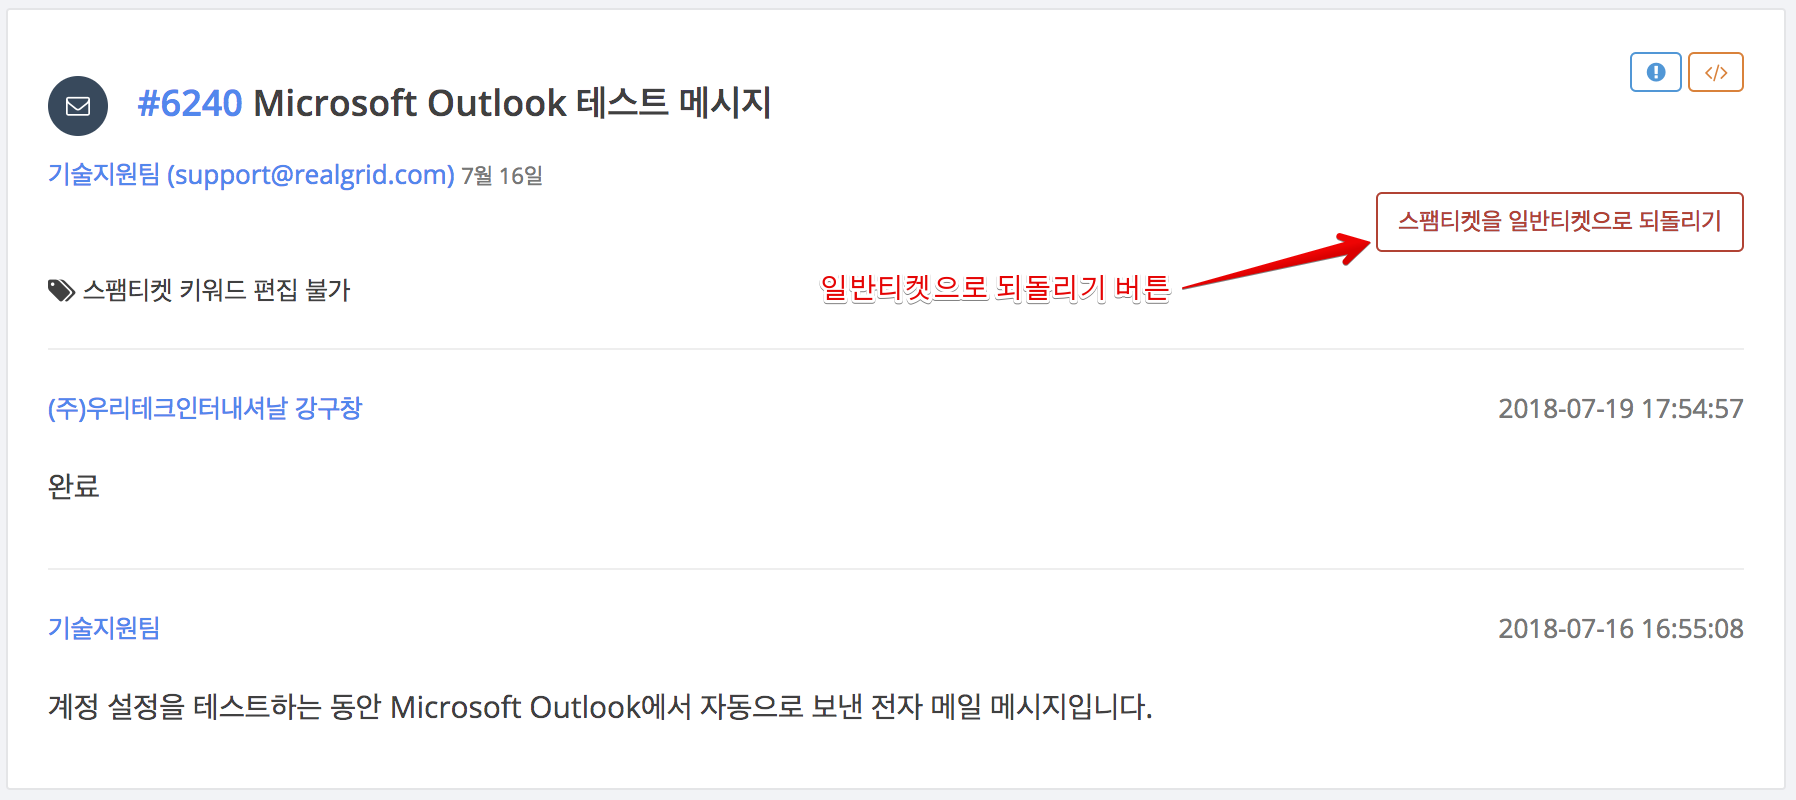 #6240 Microsoft Outlook 테스트 메시지
기술지원팀 (support@realgrid.com) 7월 16일
스팸티켓을 일반티켓으로 되돌리기
일반티켓으로 되돌리기 버튼
스팸티켓 키워드 편집 불가
(주)우리테크인터내셔날 강구창 2018-07-19 17:54:57
완료
기술지원팀 2018-07-16 16:55:08
계정 설정을 테스트하는 동안 Microsoft Outlook에서 자동으로 보낸 전자 메일 메시지입니다.